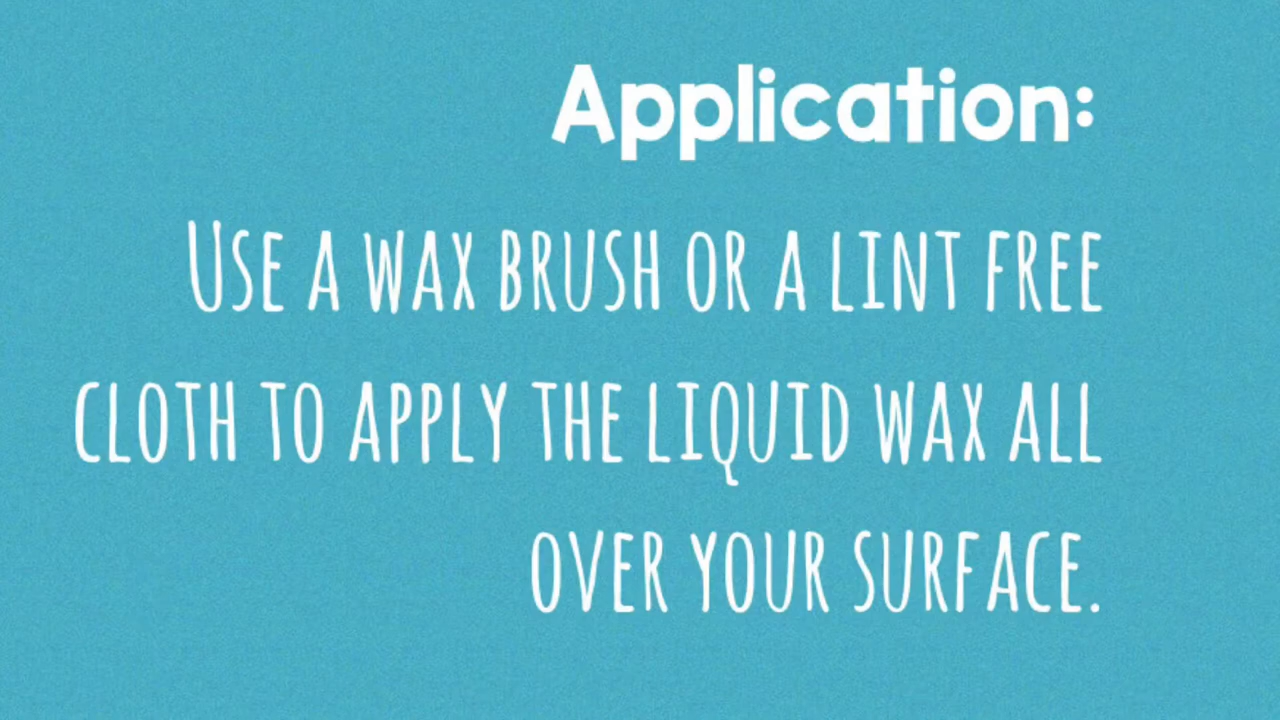 Application:
Use a wax brush or a lint free
cloth to apply the liquid wax all
over your surface.